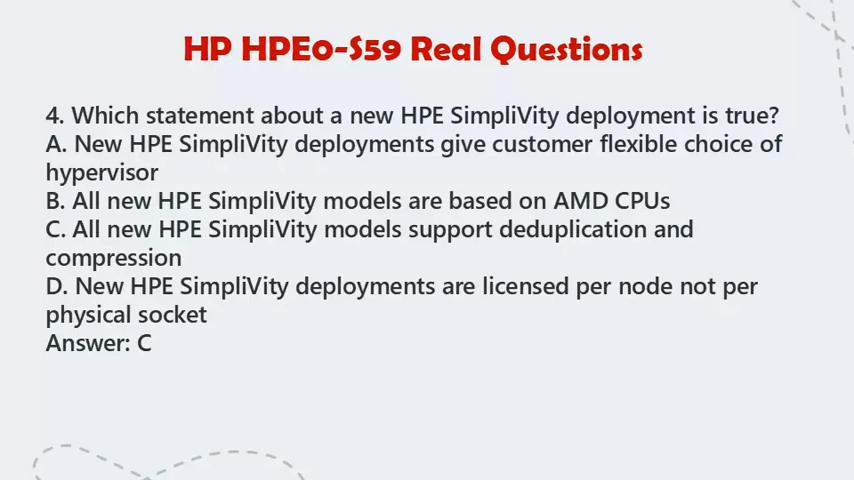 HP HPE0-S59 Real Questions
4. Which statement about a new HPE SimpliVity deployment is true?
A. New HPE SimpliVity deployments give customer flexible choice of
hypervisor
B. All new HPE SimpliVity models are based on AMD CPUs
C. All new HPE SimpliVity models support deduplication and
compression
D. New HPE SimpliVity deployments are licensed per node not per
physical socket
Answer: C